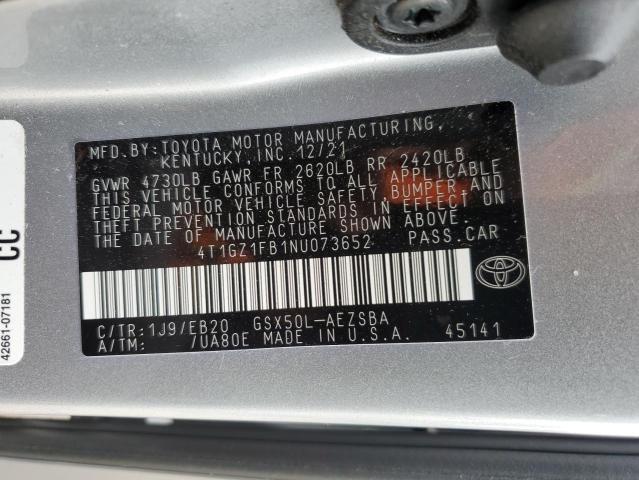 MFD. BY:TOYOTA MOTOR MANUFACTURING,
KENTUCKY, INC. 12/21
GVWR 4730LB GAWR FR 2620LB RR 2420LB
THIS VEHICLE CONFORMS TO ALL APPLICABLE
FEDERAL MOTOR VEHICLE SAFETY, BUMPER, AND
THEFT PREVENTION STANDARDS IN EFFECT ON
THE DATE OF MANUFACTURE SHOWN ABOVE.
4T1GZ1FB1NU073652 PASS.CAR
C/TR:1J9/EB20 GSX50L-AEZSBA
A/TM: /UA80E MADE IN U.S.A. 45141
CC
42661-07181